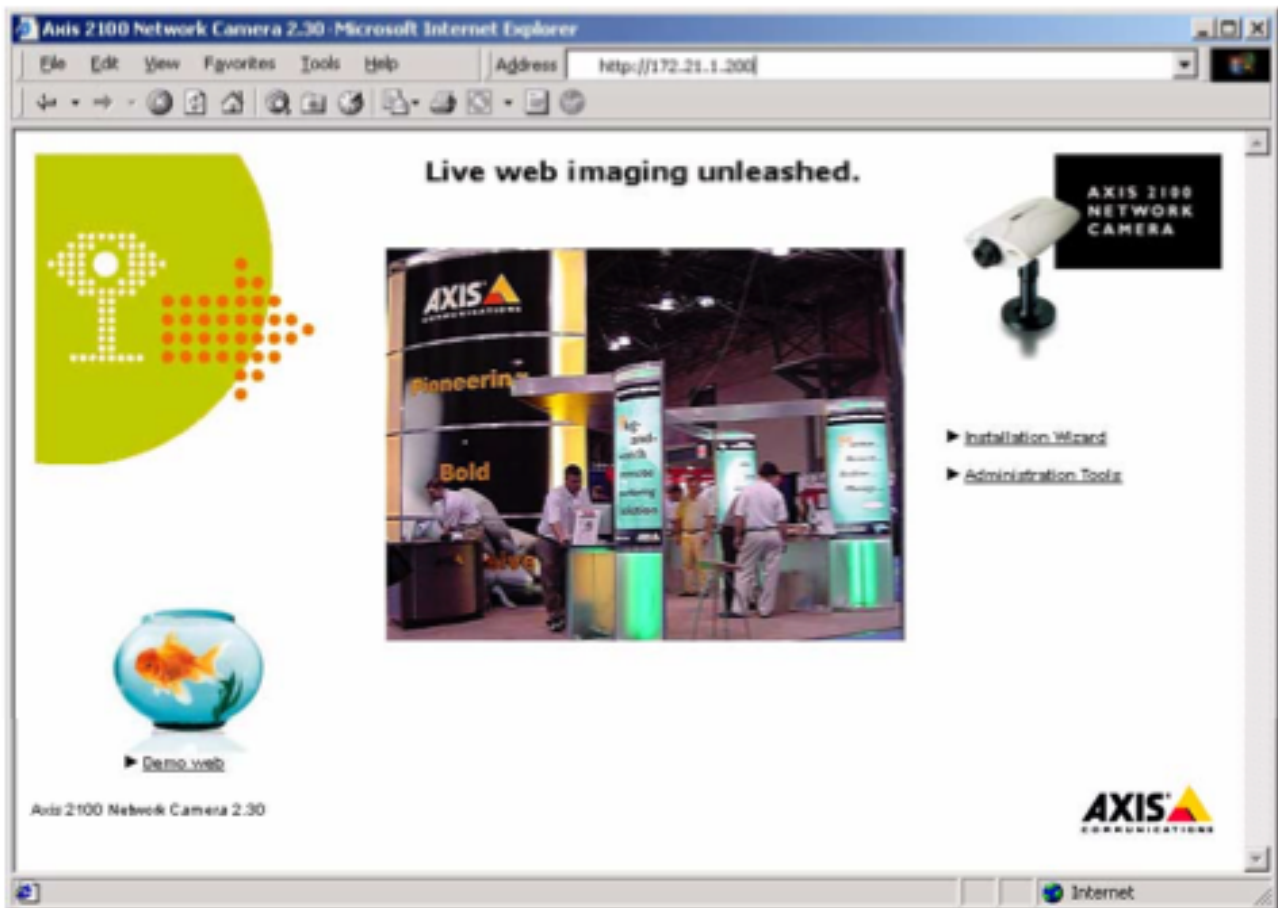 Axis 2100 Network Camera 2.30 - Microsoft Internet Explorer
File Edit View Favorites Tools Help Address http://172.21.1.200
Live web imaging unleashed.
AXIS 2100
NETWORK
CAMERA
AXIS
COMMUNICATIONS
Pioneering
Bold
Installation Wizard
Administration Tools
Demo web
Axis 2100 Network Camera 2.30
AXIS
COMMUNICATIONS
Internet